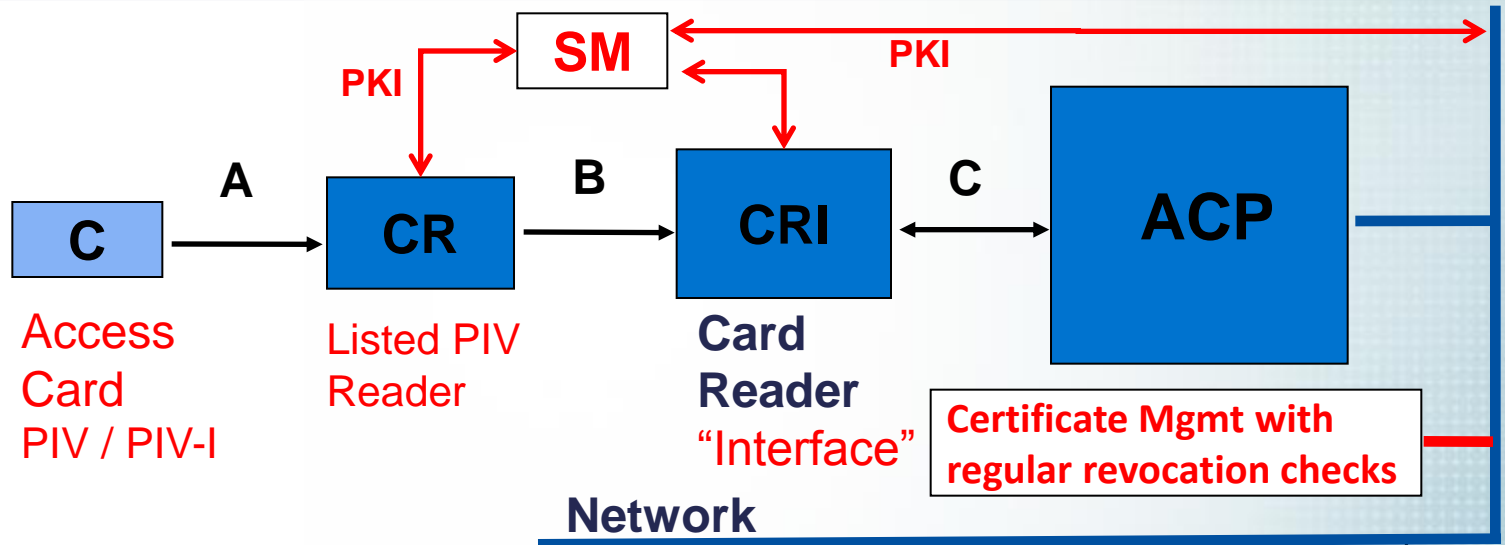 SM
PKI
PKI
A
B
C
C
CR
CRI
ACP
Access
Card
PIV / PIV-I
Listed PIV
Reader
Card
Reader
“Interface”
Certificate Mgmt with
regular revocation checks
Network